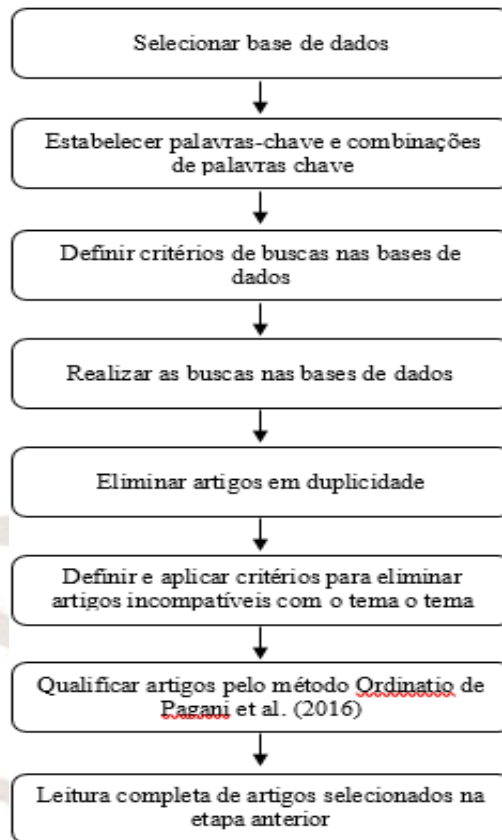 Selecionar base de dados
Estabelecer palavras-chave e combinações
de palavras chave
Definir critérios de buscas nas bases de
dados
Realizar as buscas nas bases de dados
Eliminar artigos em duplicidade
Definir e aplicar critérios para eliminar
artigos incompatíveis com o tema o tema
Qualificar artigos pelo método Ordinatio de
Pagani et al. (2016)
Leitura completa de artigos selecionados na
etapa anterior